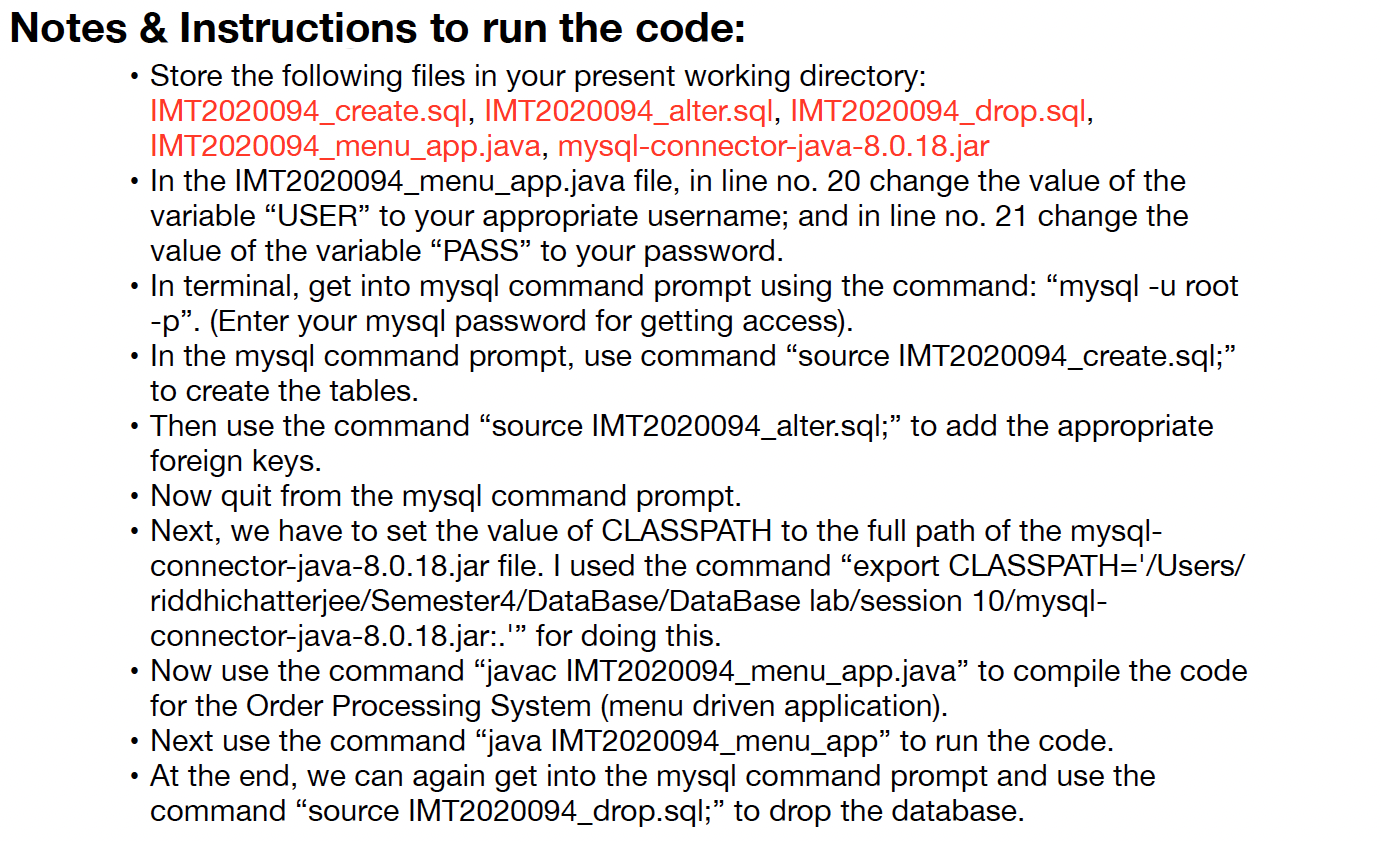 Notes & Instructions to run the code:
• Store the following files in your present working directory:
IMT2020094_create.sql, IMT2020094_alter.sql, IMT2020094_drop.sql,
IMT2020094_menu_app.java, mysql-connector-java-8.0.18.jar
• In the IMT2020094_menu_app.java file, in line no. 20 change the value of the
variable “USER” to your appropriate username; and in line no. 21 change the
value of the variable “PASS” to your password.
• In terminal, get into mysql command prompt using the command: “mysql -u root
-p”. (Enter your mysql password for getting access).
• In the mysql command prompt, use command “source IMT2020094_create.sql;”
to create the tables.
• Then use the command “source IMT2020094_alter.sql;” to add the appropriate
foreign keys.
• Now quit from the mysql command prompt.
• Next, we have to set the value of CLASSPATH to the full path of the mysql-
connector-java-8.0.18.jar file. I used the command “export CLASSPATH='/Users/
riddhichatterjee/Semester4/DataBase/DataBase lab/session 10/mysql-
connector-java-8.0.18.jar:.'” for doing this.
• Now use the command “javac IMT2020094_menu_app.java” to compile the code
for the Order Processing System (menu driven application).
• Next use the command “java IMT2020094_menu_app” to run the code.
• At the end, we can again get into the mysql command prompt and use the
command “source IMT2020094_drop.sql;” to drop the database.